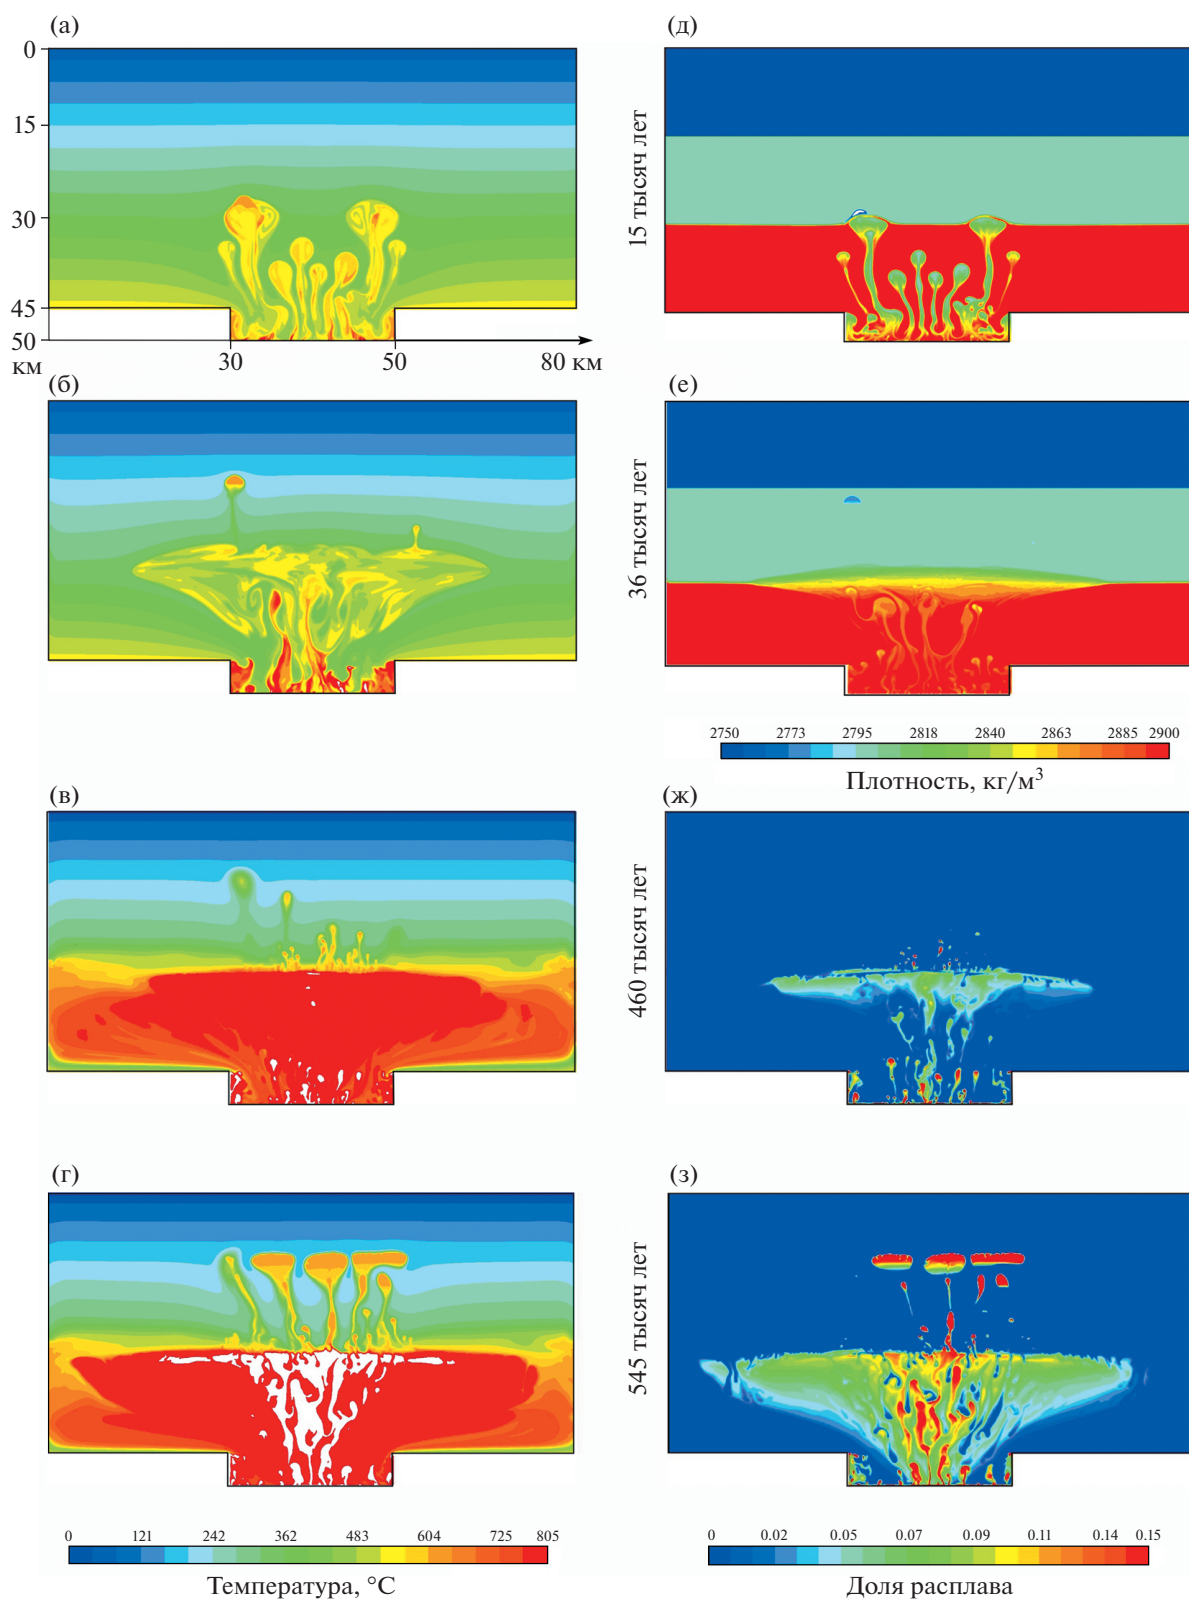 (а)
0
15
30
45
50
км
30
50
80 км
(д)
15 тысяч лет
(б)
(е)
36 тысяч лет
2750 2773 2795 2818 2840 2863 2885 2900
Плотность, кг/м³
(в)
(ж)
460 тысяч лет
(г)
(з)
545 тысяч лет
0 121 242 362 483 604 725 805
Температура, °C
0 0.02 0.05 0.07 0.09 0.11 0.14 0.15
Доля расплава